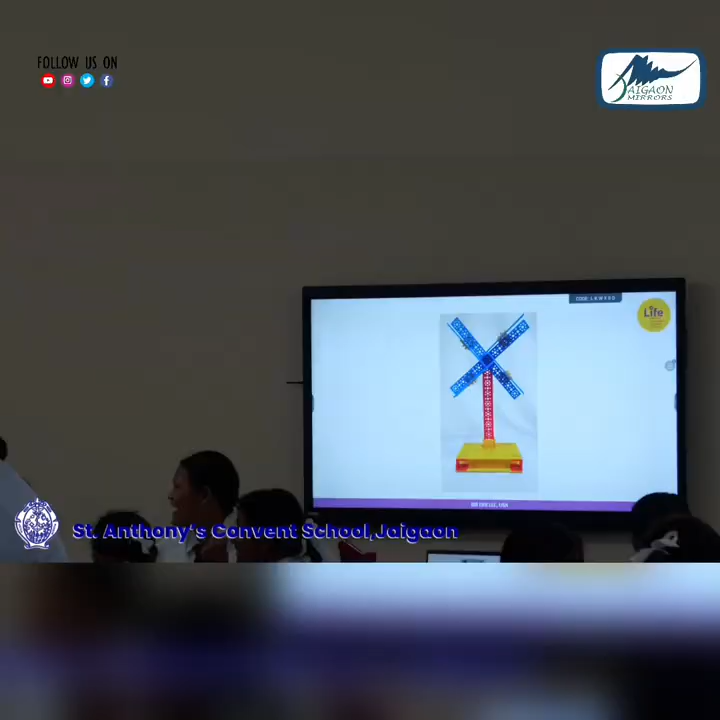 FOLLOW US ON
JAIGAON
MIRRORS
Life
St. Anthony's Convent School,Jaigaon